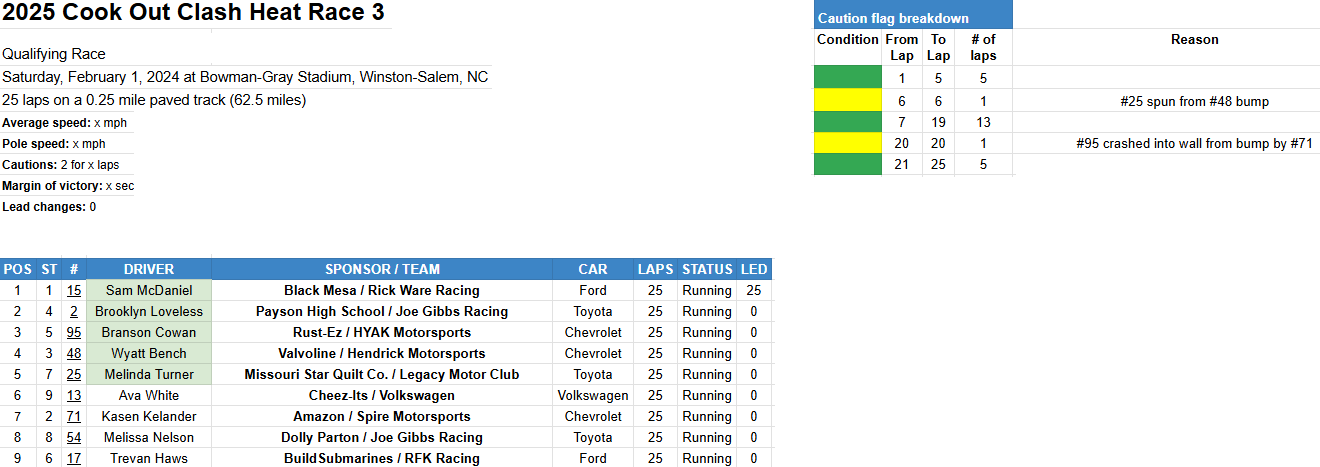 2025 Cook Out Clash Heat Race 3
Qualifying Race
Saturday, February 1, 2024 at Bowman-Gray Stadium, Winston-Salem, NC
25 laps on a 0.25 mile paved track (62.5 miles)
Average speed: x mph
Pole speed: x mph
Cautions: 2 for x laps
Margin of victory: x sec
Lead changes: 0
Caution flag breakdown
Condition From Lap To Lap # of laps Reason
1 5 5
6 6 1 #25 spun from #48 bump
7 19 13
20 20 1 #95 crashed into wall from bump by #71
21 25 5
POS ST # DRIVER SPONSOR / TEAM CAR LAPS STATUS LED
1 1 15 Sam McDaniel Black Mesa / Rick Ware Racing Ford 25 Running 25
2 4 2 Brooklyn Loveless Payson High School / Joe Gibbs Racing Toyota 25 Running 0
3 5 95 Branson Cowan Rust-Ez / HYAK Motorsports Chevrolet 25 Running 0
4 3 48 Wyatt Bench Valvoline / Hendrick Motorsports Chevrolet 25 Running 0
5 7 25 Melinda Turner Missouri Star Quilt Co. / Legacy Motor Club Toyota 25 Running 0
6 9 13 Ava White Cheez-Its / Volkswagen Volkswagen 25 Running 0
7 2 71 Kasen Kelander Amazon / Spire Motorsports Chevrolet 25 Running 0
8 8 54 Melissa Nelson Dolly Parton / Joe Gibbs Racing Toyota 25 Running 0
9 6 17 Trevan Haws BuildSubmarines / RFK Racing Ford 25 Running 0